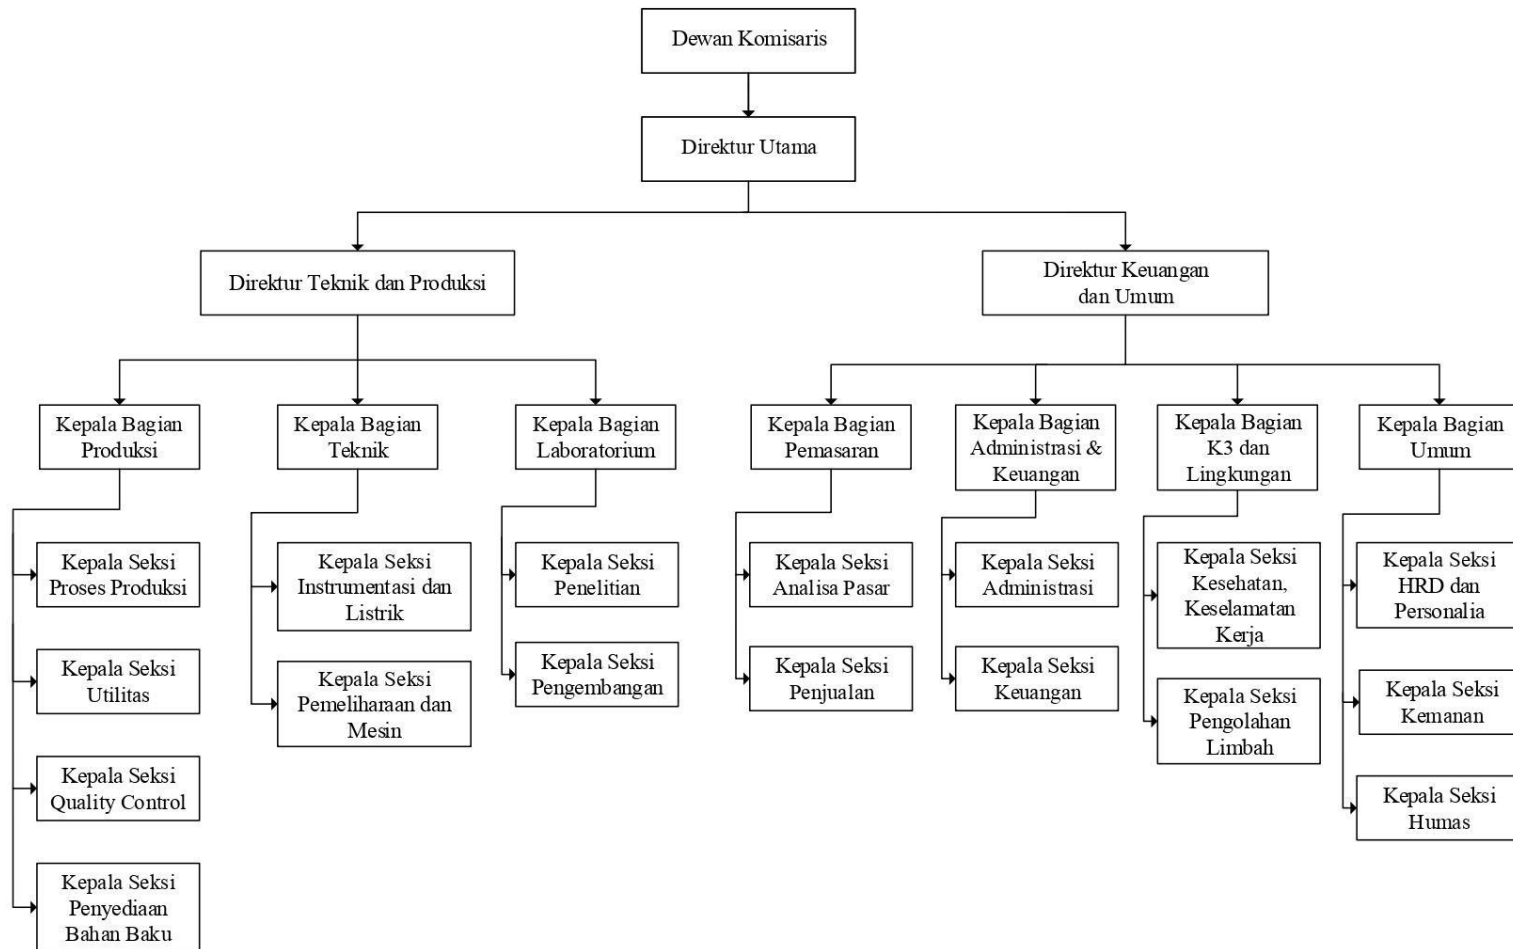 Dewan Komisaris
Direktur Utama
Direktur Teknik dan Produksi
Direktur Keuangan
dan Umum
Kepala Bagian
Produksi
Kepala Bagian
Teknik
Kepala Bagian
Laboratorium
Kepala Bagian
Pemasaran
Kepala Bagian
Administrasi &
Keuangan
Kepala Bagian
K3 dan
Lingkungan
Kepala Bagian
Umum
Kepala Seksi
Proses Produksi
Kepala Seksi
Utilitas
Kepala Seksi
Quality Control
Kepala Seksi
Penyediaan
Bahan Baku
Kepala Seksi
Instrumentasi dan
Listrik
Kepala Seksi
Pemeliharaan dan
Mesin
Kepala Seksi
Penelitian
Kepala Seksi
Pengembangan
Kepala Seksi
Analisa Pasar
Kepala Seksi
Penjualan
Kepala Seksi
Administrasi
Kepala Seksi
Keuangan
Kepala Seksi
Kesehatan,
Keselamatan
Kerja
Kepala Seksi
Pengolahan
Limbah
Kepala Seksi
HRD dan
Personalia
Kepala Seksi
Kemanan
Kepala Seksi
Humas